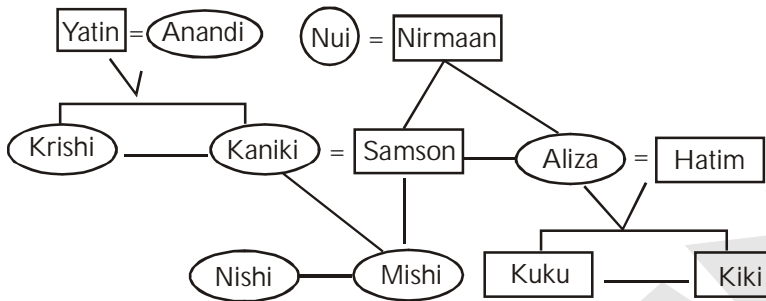 Yatin = Anandi Nui = Nirmaan
Krishi Kaniki = Samson Aliza = Hatim
Nishi Mishi Kuku Kiki